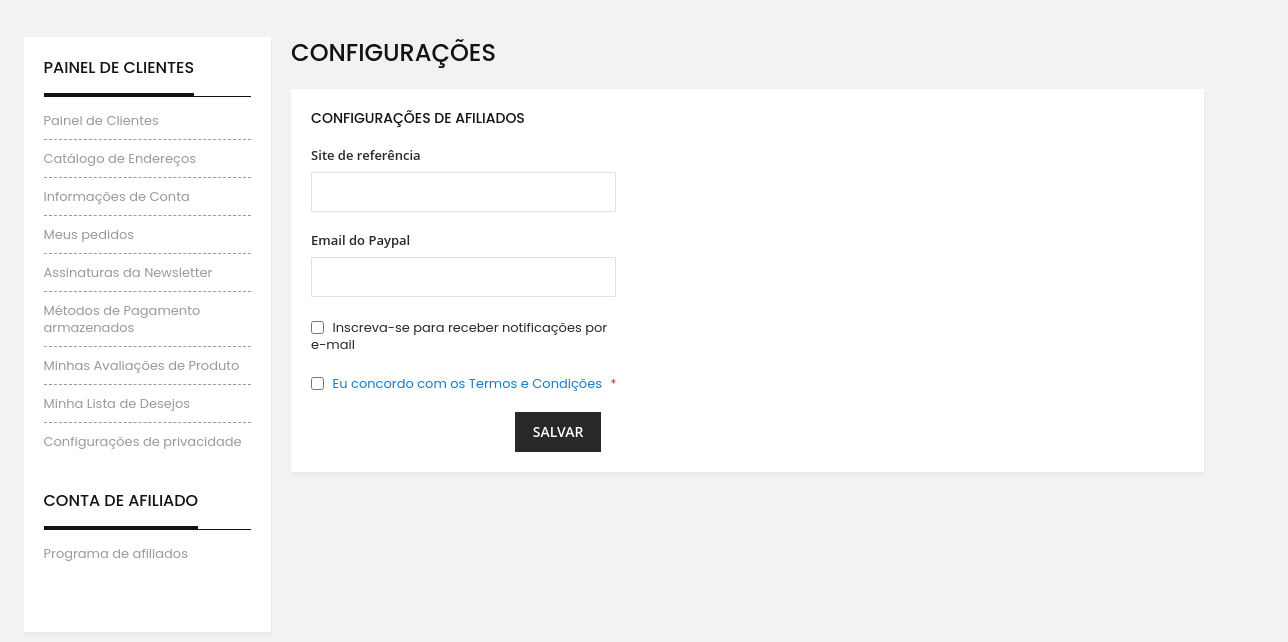 PAINEL DE CLIENTES
Painel de Clientes
Catálogo de Endereços
Informações de Conta
Meus pedidos
Assinaturas da Newsletter
Métodos de Pagamento
armazenados
Minhas Avaliações de Produto
Minha Lista de Desejos
Configurações de privacidade
CONTA DE AFILIADO
Programa de afiliados
CONFIGURAÇÕES
CONFIGURAÇÕES DE AFILIADOS
Site de referência
Email do Paypal
Inscreva-se para receber notificações por
e-mail
Eu concordo com os Termos e Condições *
SALVAR